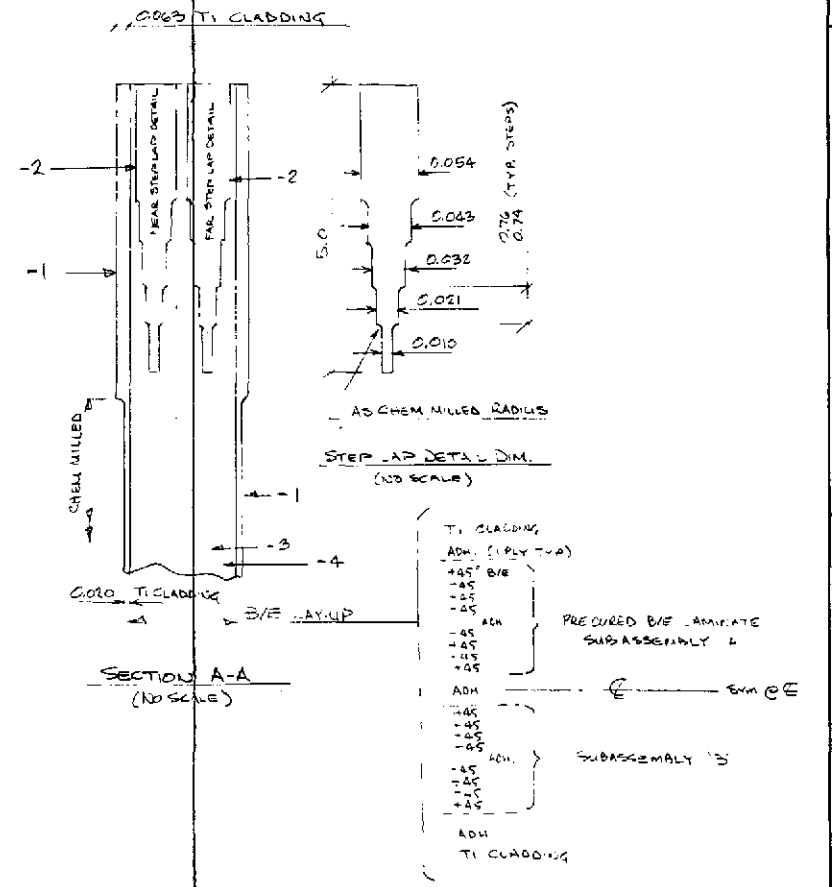 0.063 Ti CLADDING
-2
NEAR STEP LAP DETAIL
FAR STEP LAP DETAIL
-2
-1
CHEM MILLED
-1
-3
-4
0.020 Ti CLADDING
B/E LAY-UP
SECTION A-A
(NO SCALE)
5.0
0.054
0.043
0.032
0.021
0.010
0.76 (TYP. STEPS)
0.74
AS CHEM MILLED RADIUS
STEP LAP DETAIL DIM.
(NO SCALE)
Ti CLADDING
ADH. (1 PLY TYP)
+45° B/E
-45
-45
-45
ADH
-45
+45
-45
+45
PRECURED B/E LAMINATE
SUBASSEMBLY
ADH
SYM @ ℄
+45
-45
-45
-45
ADH.
-45
-45
-45
+45
SUBASSEMBLY '3'
ADH
Ti CLADDING